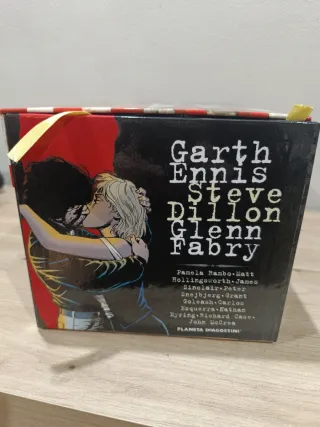 Garth
Ennis
Steve
Dillon
Glenn
Fabry
Pamela Rambo·Matt
Hollingsworth·James
Sinclair·Peter
Snejbjerg·Grant
Goleash·Carlos
Ezquerra·Nathan
Eyring·Richard Case·
John McCrea
PLANETA DeAGOSTINI